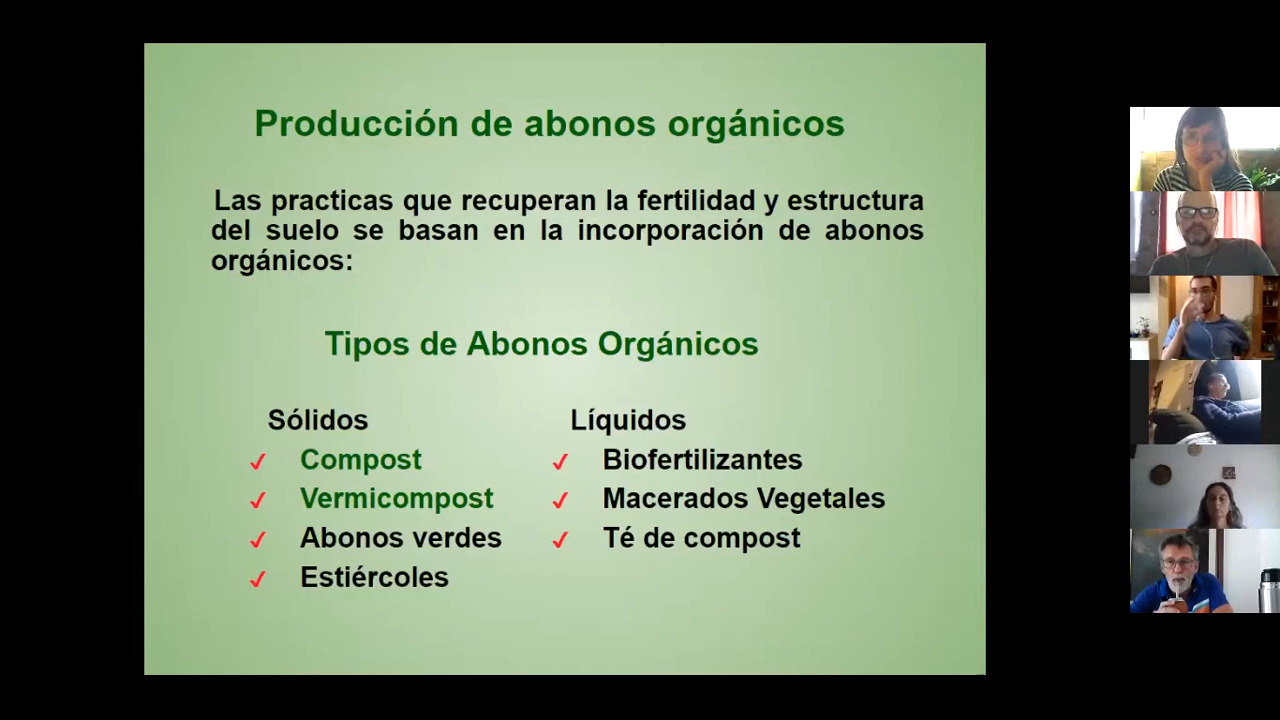 Producción de abonos orgánicos
Las practicas que recuperan la fertilidad y estructura
del suelo se basan en la incorporación de abonos
orgánicos:
Tipos de Abonos Orgánicos
Sólidos
✓ Compost
✓ Vermicompost
✓ Abonos verdes
✓ Estiércoles
Líquidos
✓ Biofertilizantes
✓ Macerados Vegetales
✓ Té de compost